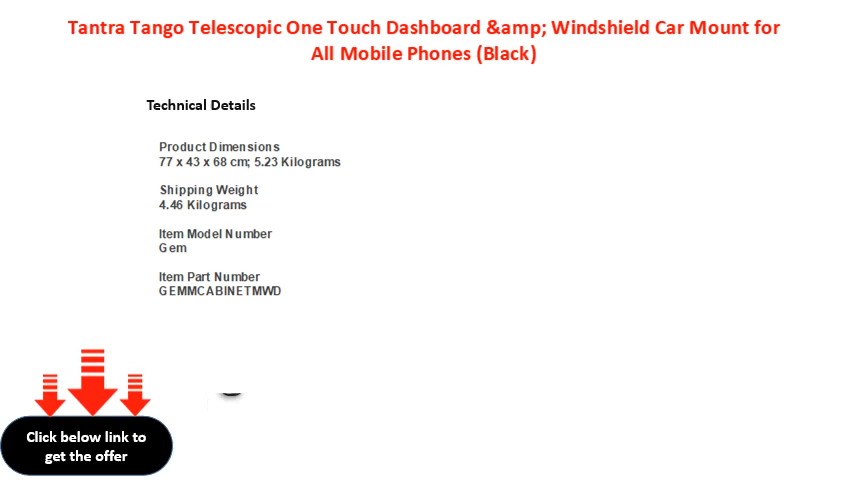 Tantra Tango Telescopic One Touch Dashboard &amp; Windshield Car Mount for
All Mobile Phones (Black)
Technical Details
Product Dimensions
77 x 43 x 68 cm; 5.23 Kilograms
Shipping Weight
4.46 Kilograms
Item Model Number
Gem
Item Part Number
GEMMCABINETMWD
Click below link to
get the offer